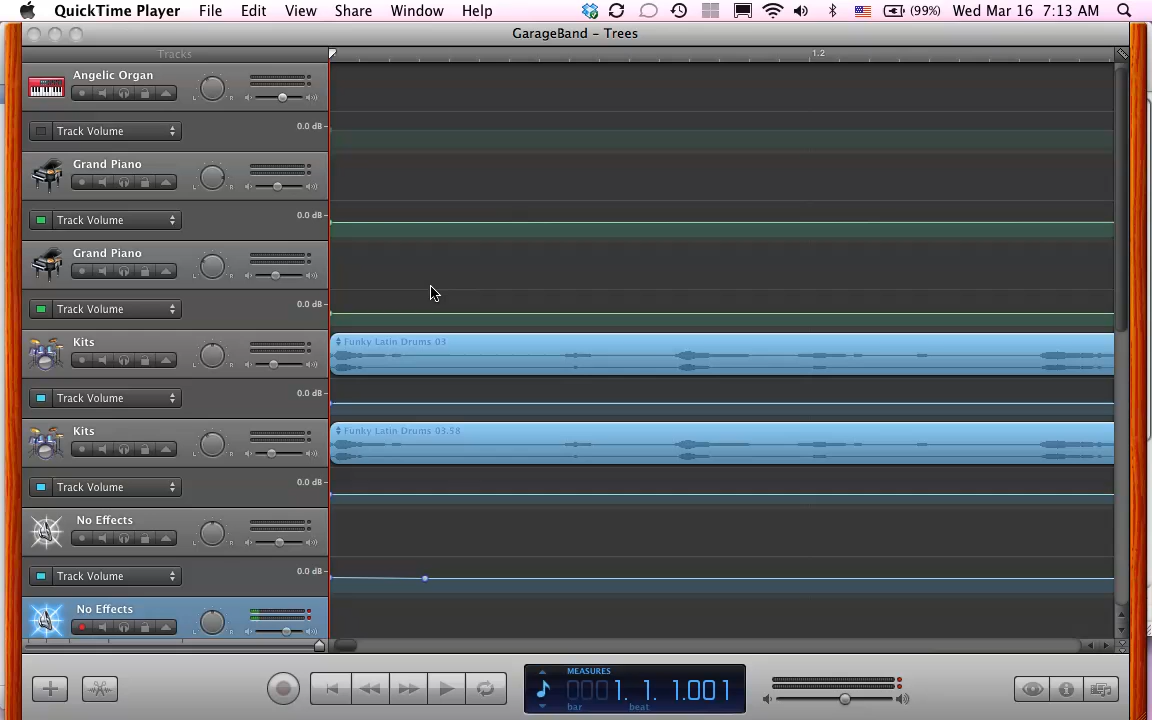 QuickTime Player File Edit View Share Window Help (99%) Wed Mar 16 7:13 AM
GarageBand - Trees
Tracks 1.2
Angelic Organ
L R
Track Volume 0.0 dB
Grand Piano
L R
Track Volume 0.0 dB
Grand Piano
L R
Track Volume 0.0 dB
Kits Funky Latin Drums 03
L R
Track Volume 0.0 dB
Kits Funky Latin Drums 03.58
L R
Track Volume 0.0 dB
No Effects
L R
Track Volume 0.0 dB
No Effects
L R
MEASURES
0001. 1. 1.001
bar beat